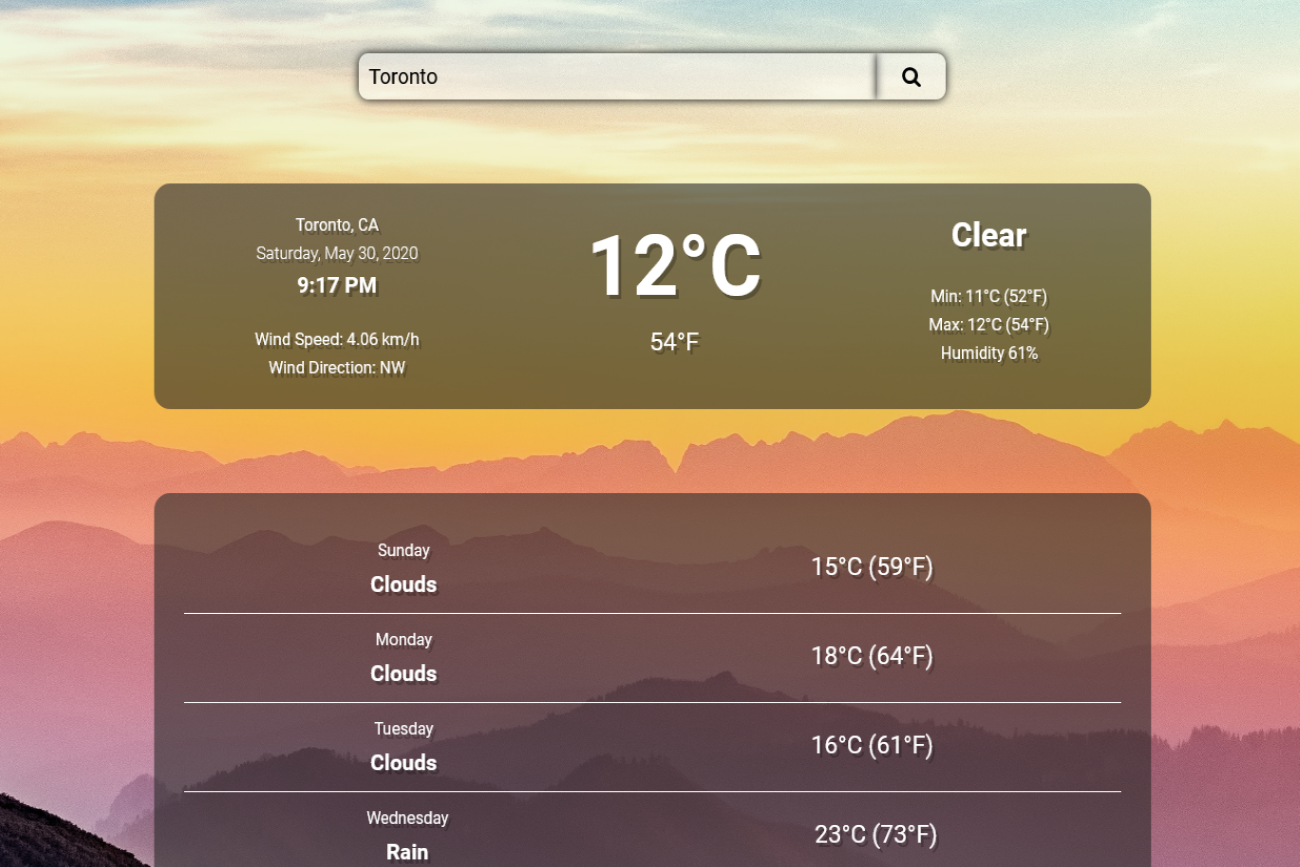 Toronto
Toronto, CA
Saturday, May 30, 2020
9:17 PM
Wind Speed: 4.06 km/h
Wind Direction: NW
12°C
54°F
Clear
Min: 11°C (52°F)
Max: 12°C (54°F)
Humidity 61%
Sunday
Clouds
15°C (59°F)
Monday
Clouds
18°C (64°F)
Tuesday
Clouds
16°C (61°F)
Wednesday
Rain
23°C (73°F)